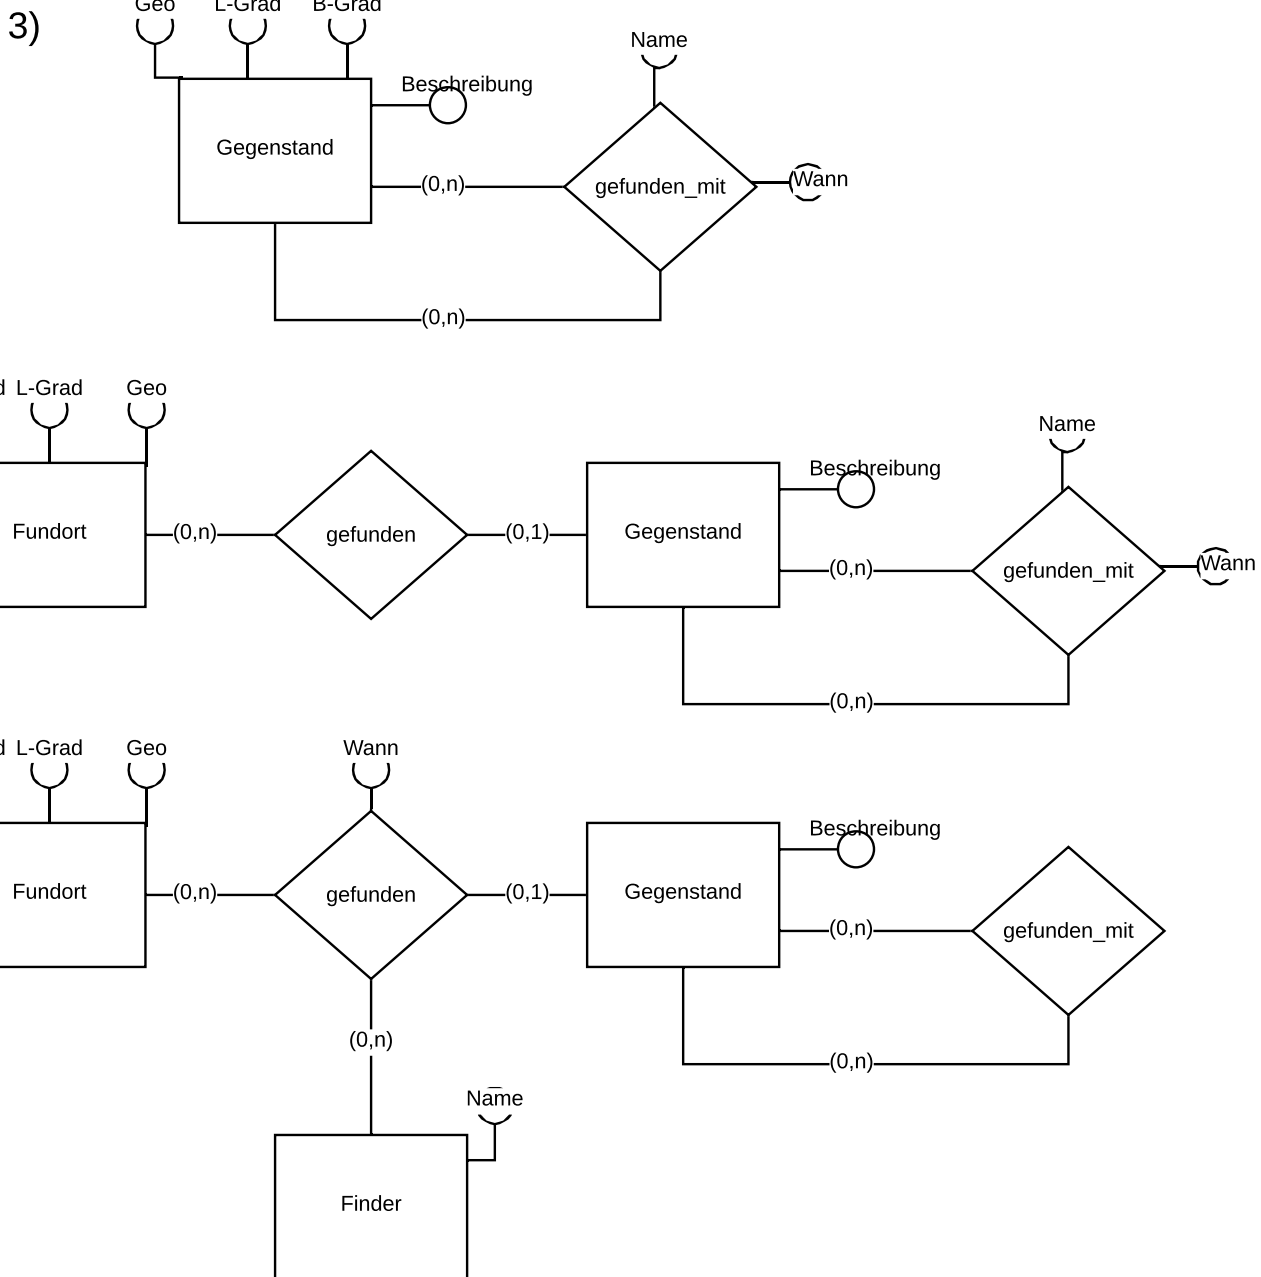 3)
Geo L-Grad B-Grad
Name
Beschreibung
Gegenstand
Wann
(0,n)
gefunden_mit
(0,n)
d L-Grad Geo
Name
Beschreibung
Fundort
(0,n)
gefunden
(0,1)
Gegenstand
Wann
(0,n)
gefunden_mit
(0,n)
d L-Grad Geo
Wann
Beschreibung
Fundort
(0,n)
gefunden
(0,1)
Gegenstand
(0,n)
gefunden_mit
(0,n)
(0,n)
Name
Finder